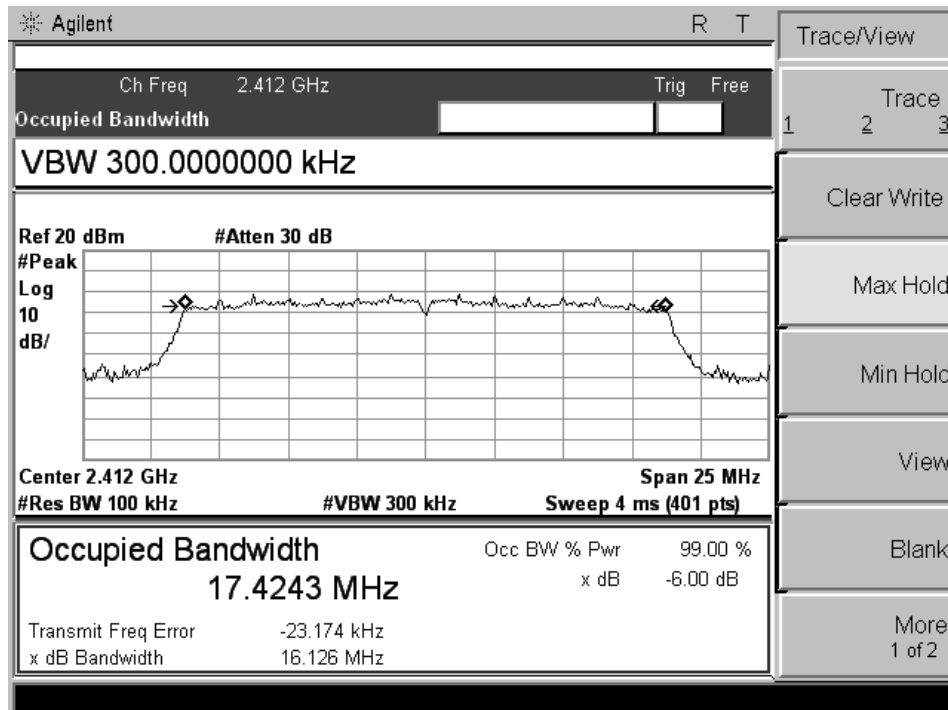 Agilent R T
Ch Freq 2.412 GHz Trig Free
Occupied Bandwidth
VBW 300.0000000 kHz
Ref 20 dBm #Atten 30 dB
#Peak
Log
10
dB/
Center 2.412 GHz Span 25 MHz
#Res BW 100 kHz #VBW 300 kHz Sweep 4 ms (401 pts)
Occupied Bandwidth
17.4243 MHz
Occ BW % Pwr 99.00 %
x dB -6.00 dB
Transmit Freq Error -23.174 kHz
x dB Bandwidth 16.126 MHz
Trace/View
Trace
1 2 3
Clear Write
Max Hold
Min Hold
View
Blank
More
1 of 2